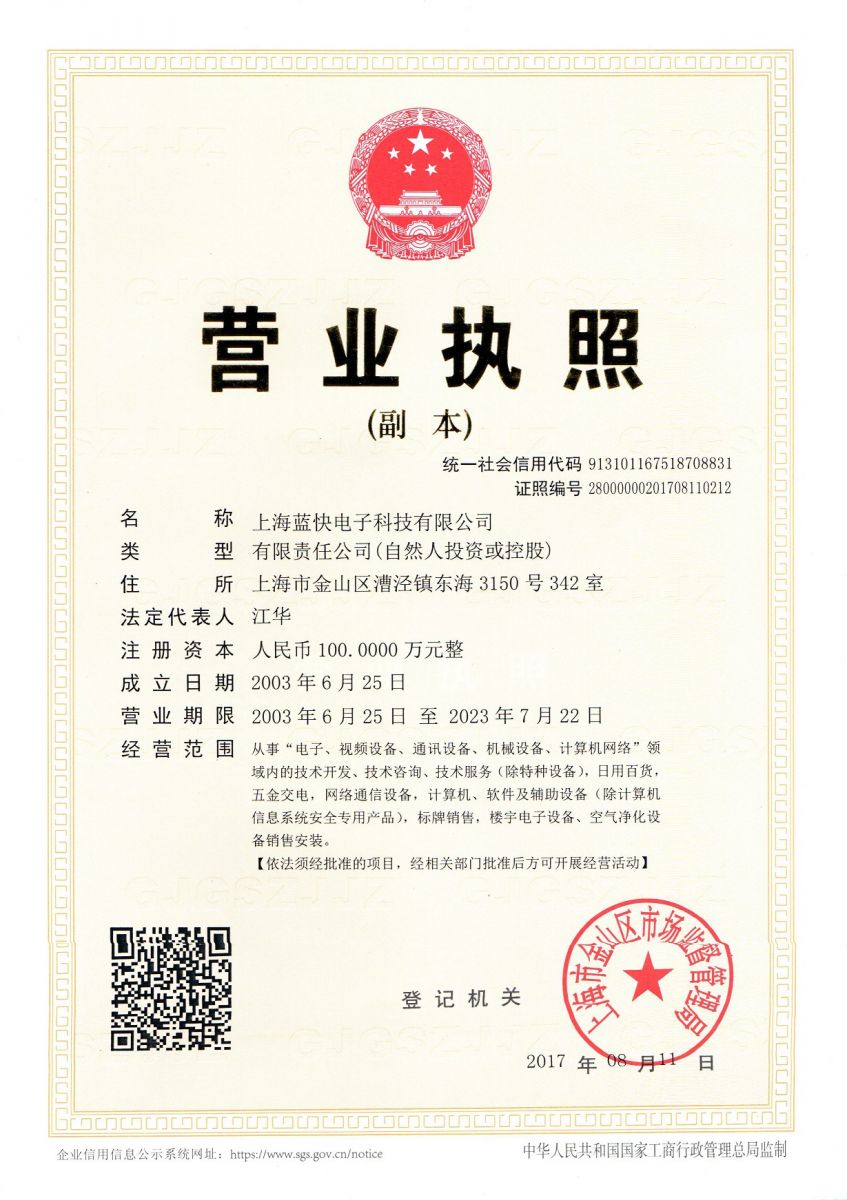 营业执照
(副 本)
统一社会信用代码 913101167518708831
证照编号 28000000201708110212
名 称 上海蓝快电子科技有限公司
类 型 有限责任公司(自然人投资或控股)
住 所 上海市金山区漕泾镇东海 3150 号 342 室
法定代表人 江华
注册资本 人民币 100.0000 万元整
成立日期 2003 年 6 月 25 日
营业期限 2003 年 6 月 25 日 至 2023 年 7 月 22 日
经营范围 从事“电子、视频设备、通讯设备、机械设备、计算机网络”领
域内的技术开发、技术咨询、技术服务（除特种设备），日用百货，
五金交电，网络通信设备，计算机、软件及辅助设备（除计算机
信息系统安全专用产品），标牌销售，楼宇电子设备、空气净化设
备销售安装。
【依法须经批准的项目，经相关部门批准后方可开展经营活动】
上海市金山区市场监督管理局
登记机关
2017 年 08 月 11 日
企业信用信息公示系统网址：https://www.sgs.gov.cn/notice
中华人民共和国国家工商行政管理总局监制